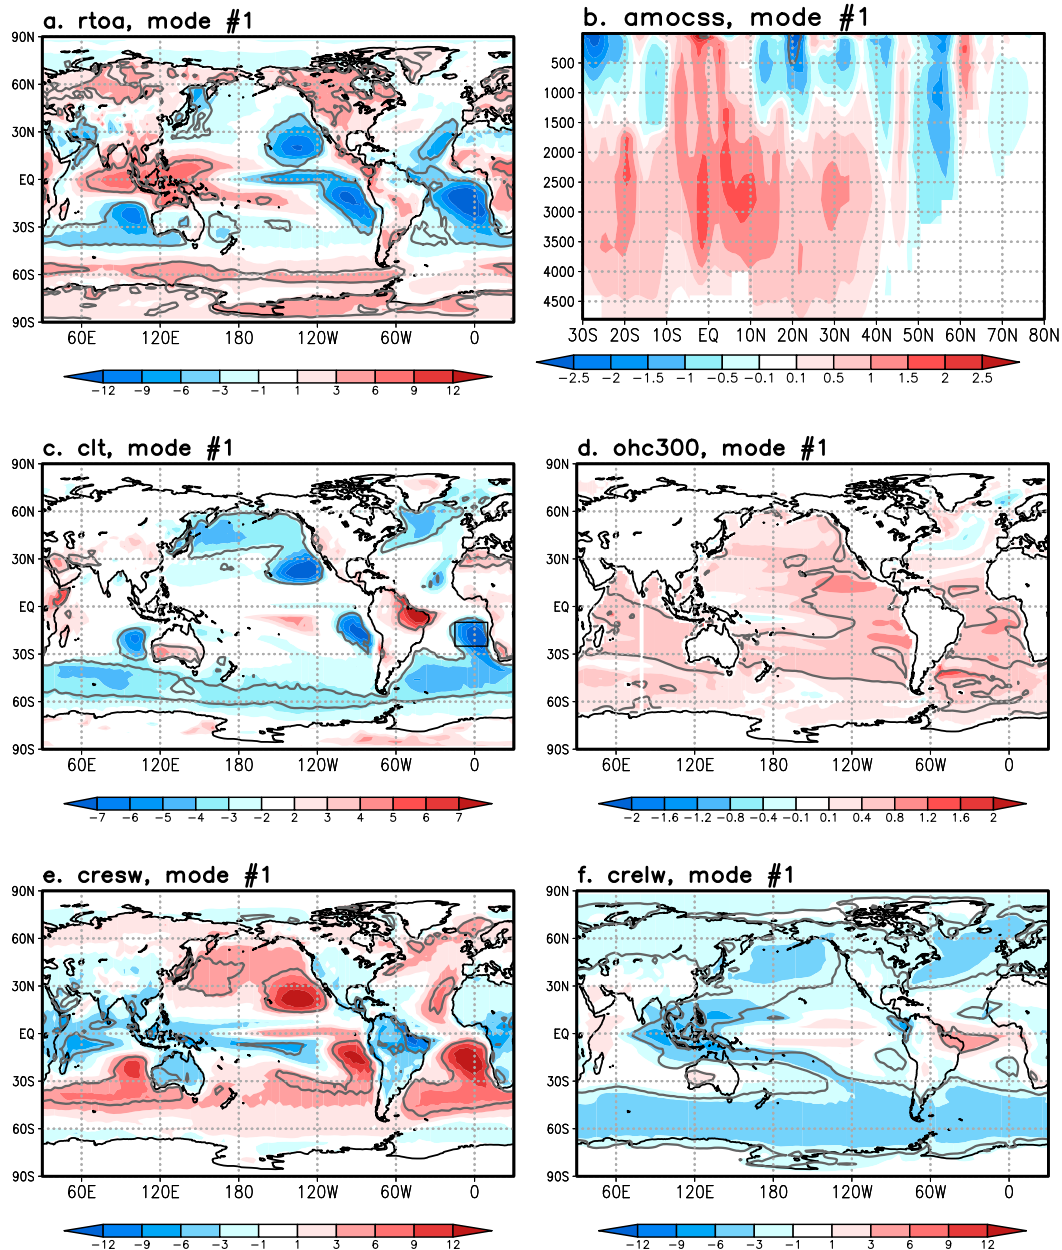 a. rtoa, mode #1
90N
60N
30N
EQ
30S
60S
90S
60E 120E 180 120W 60W 0
-12 -9 -6 -3 -1 1 3 6 9 12
b. amocss, mode #1
500
1000
1500
2000
2500
3000
3500
4000
4500
30S 20S 10S EQ 10N 20N 30N 40N 50N 60N 70N 80N
-2.5 -2 -1.5 -1 -0.5 -0.1 0.1 0.5 1 1.5 2 2.5
c. clt, mode #1
90N
60N
30N
EQ
30S
60S
90S
60E 120E 180 120W 60W 0
-7 -6 -5 -4 -3 -2 2 3 4 5 6 7
d. ohc300, mode #1
90N
60N
30N
EQ
30S
60S
90S
60E 120E 180 120W 60W 0
-2 -1.6 -1.2 -0.8 -0.4 -0.1 0.1 0.4 0.8 1.2 1.6 2
e. cresw, mode #1
90N
60N
30N
EQ
30S
60S
90S
60E 120E 180 120W 60W 0
-12 -9 -6 -3 -1 1 3 6 9 12
f. crelw, mode #1
90N
60N
30N
EQ
30S
60S
90S
60E 120E 180 120W 60W 0
-12 -9 -6 -3 -1 1 3 6 9 12